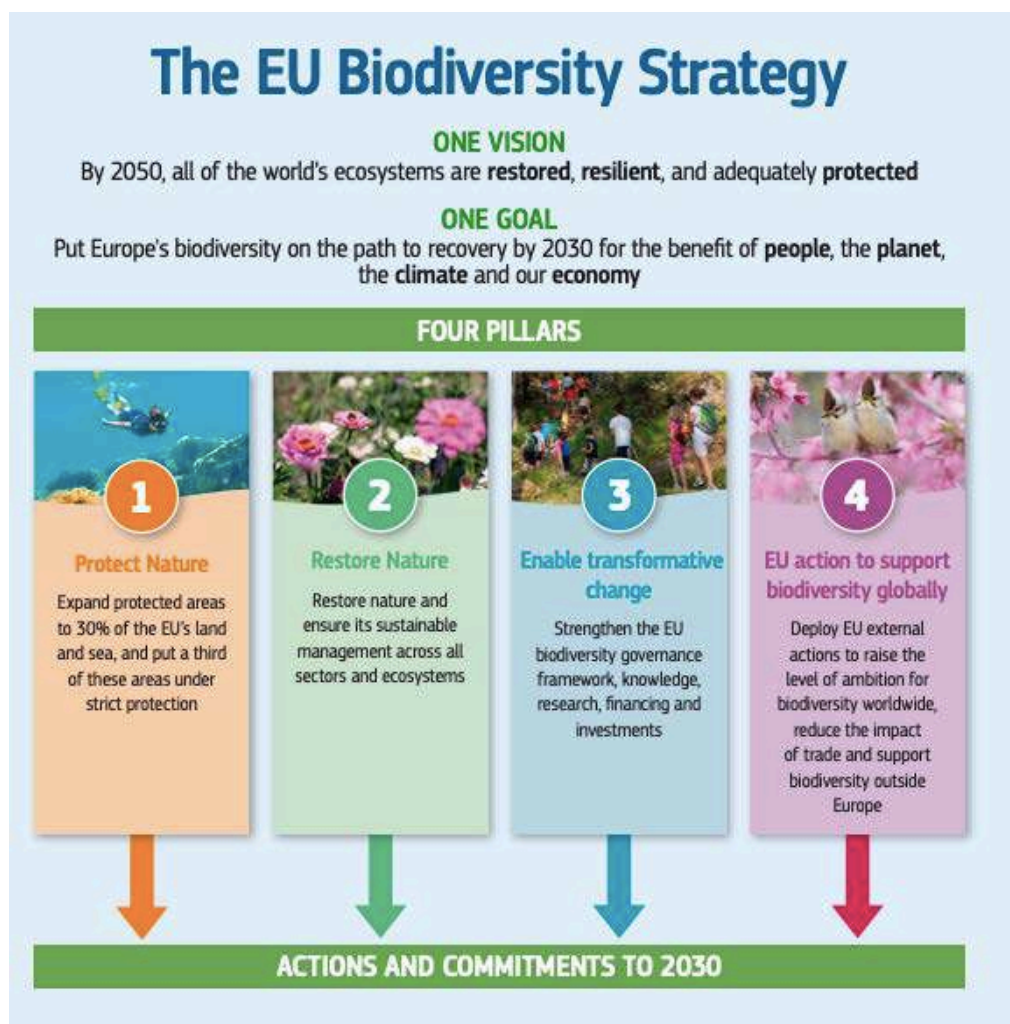 The EU Biodiversity Strategy
ONE VISION
By 2050, all of the world's ecosystems are restored, resilient, and adequately protected
ONE GOAL
Put Europe's biodiversity on the path to recovery by 2030 for the benefit of people, the planet,
the climate and our economy
FOUR PILLARS
1
Protect Nature
Expand protected areas
to 30% of the EU's land
and sea, and put a third
of these areas under
strict protection
2
Restore Nature
Restore nature and
ensure its sustainable
management across all
sectors and ecosystems
3
Enable transformative
change
Strengthen the EU
biodiversity governance
framework, knowledge,
research, financing and
investments
4
EU action to support
biodiversity globally
Deploy EU external
actions to raise the
level of ambition for
biodiversity worldwide,
reduce the impact
of trade and support
biodiversity outside
Europe
ACTIONS AND COMMITMENTS TO 2030